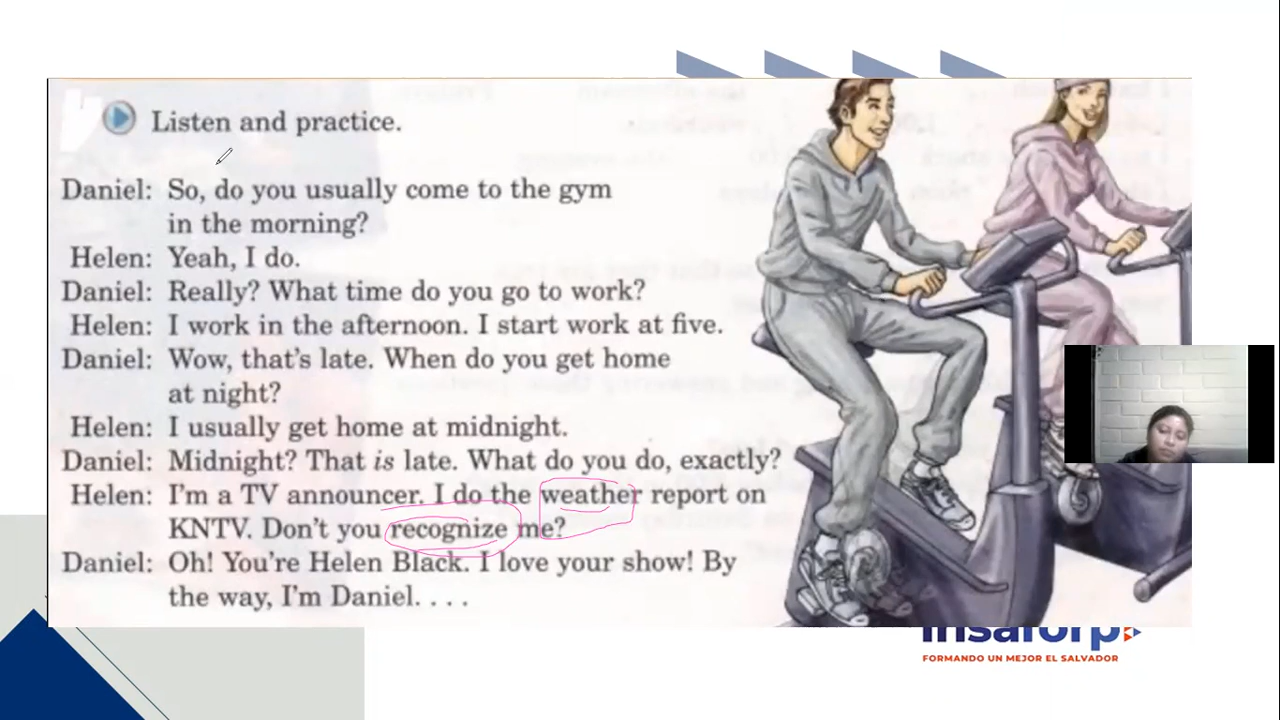 Listen and practice.
Daniel: So, do you usually come to the gym
in the morning?
Helen: Yeah, I do.
Daniel: Really? What time do you go to work?
Helen: I work in the afternoon. I start work at five.
Daniel: Wow, that's late. When do you get home
at night?
Helen: I usually get home at midnight.
Daniel: Midnight? That is late. What do you do, exactly?
Helen: I'm a TV announcer. I do the weather report on
KNTV. Don't you recognize me?
Daniel: Oh! You're Helen Black. I love your show! By
the way, I'm Daniel. . . .
insaforp
FORMANDO UN MEJOR EL SALVADOR